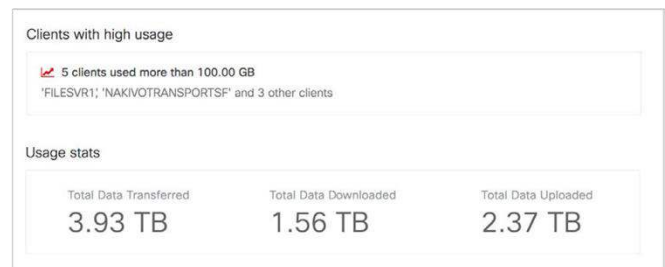 Clients with high usage
5 clients used more than 100.00 GB
'FILESVR1', 'NAKIVOTRANSPORTSF' and 3 other clients
Usage stats
Total Data Transferred Total Data Downloaded Total Data Uploaded
3.93 TB 1.56 TB 2.37 TB